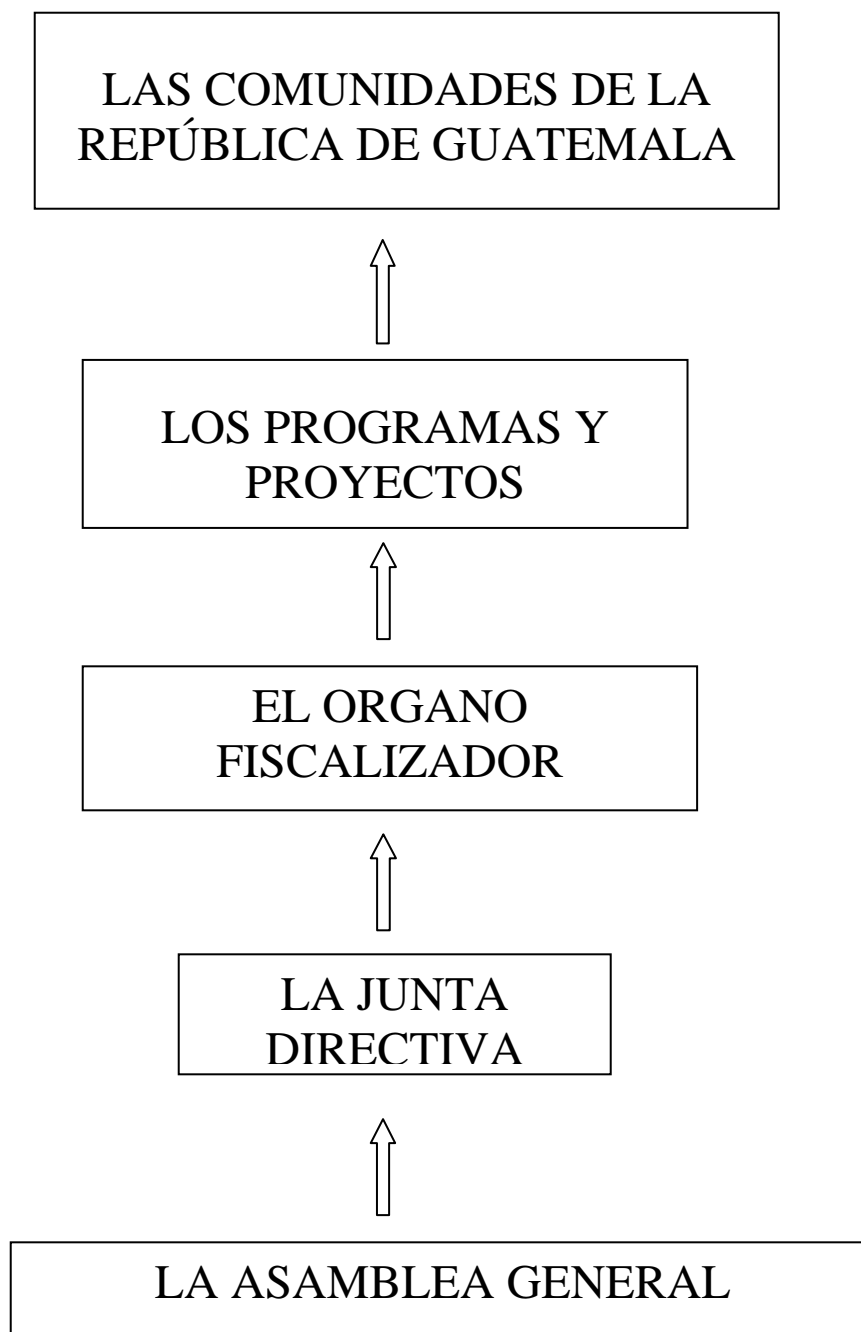 LAS COMUNIDADES DE LA
REPÚBLICA DE GUATEMALA
LOS PROGRAMAS Y
PROYECTOS
EL ORGANO
FISCALIZADOR
LA JUNTA
DIRECTIVA
LA ASAMBLEA GENERAL